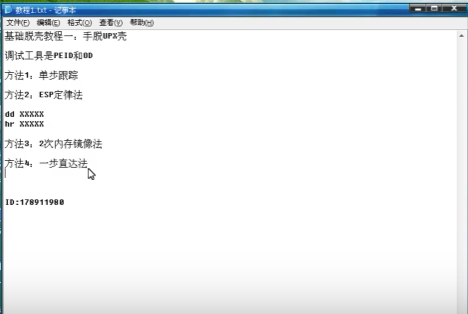 教程1.txt - 记事本
文件(F) 编辑(E) 格式(O) 查看(V) 帮助(H)
基础脱壳教程一：手脱UPX壳
调试工具是PEID和OD
方法1：单步跟踪
方法2：ESP定律法
dd XXXXX
hr XXXXX
方法3：2次内存镜像法
方法4：一步直达法
ID:178911980